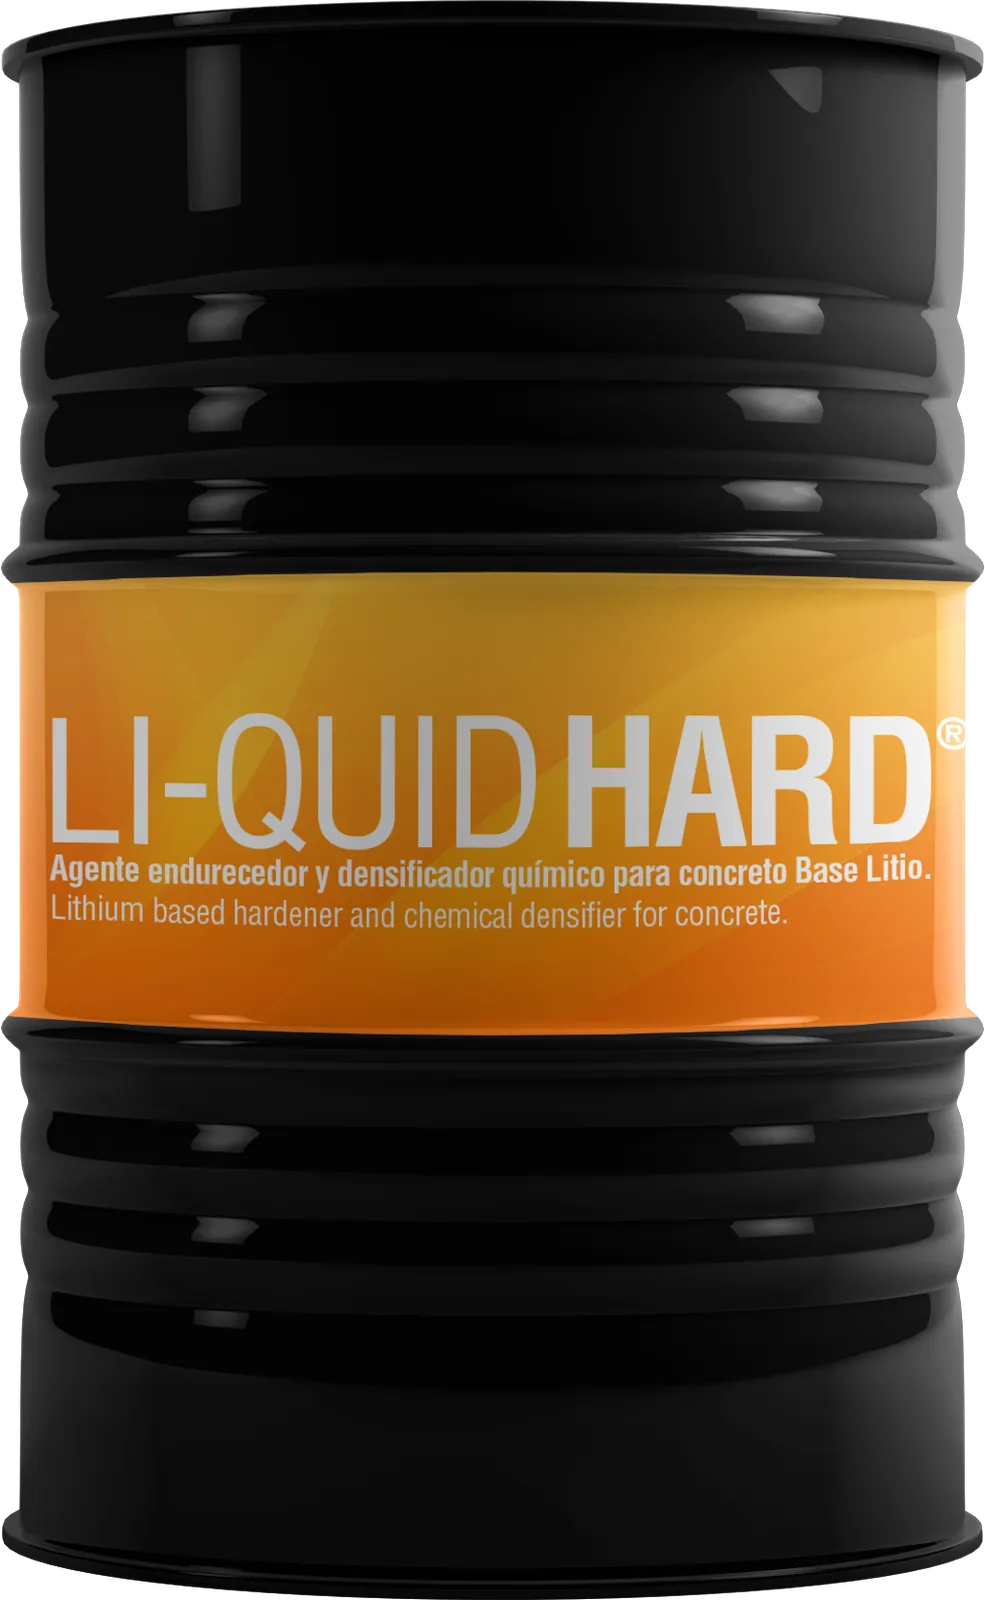 LI-QUID HARD®
Agente endurecedor y densificador químico para concreto Base Litio.
Lithium based hardener and chemical densifier for concrete.